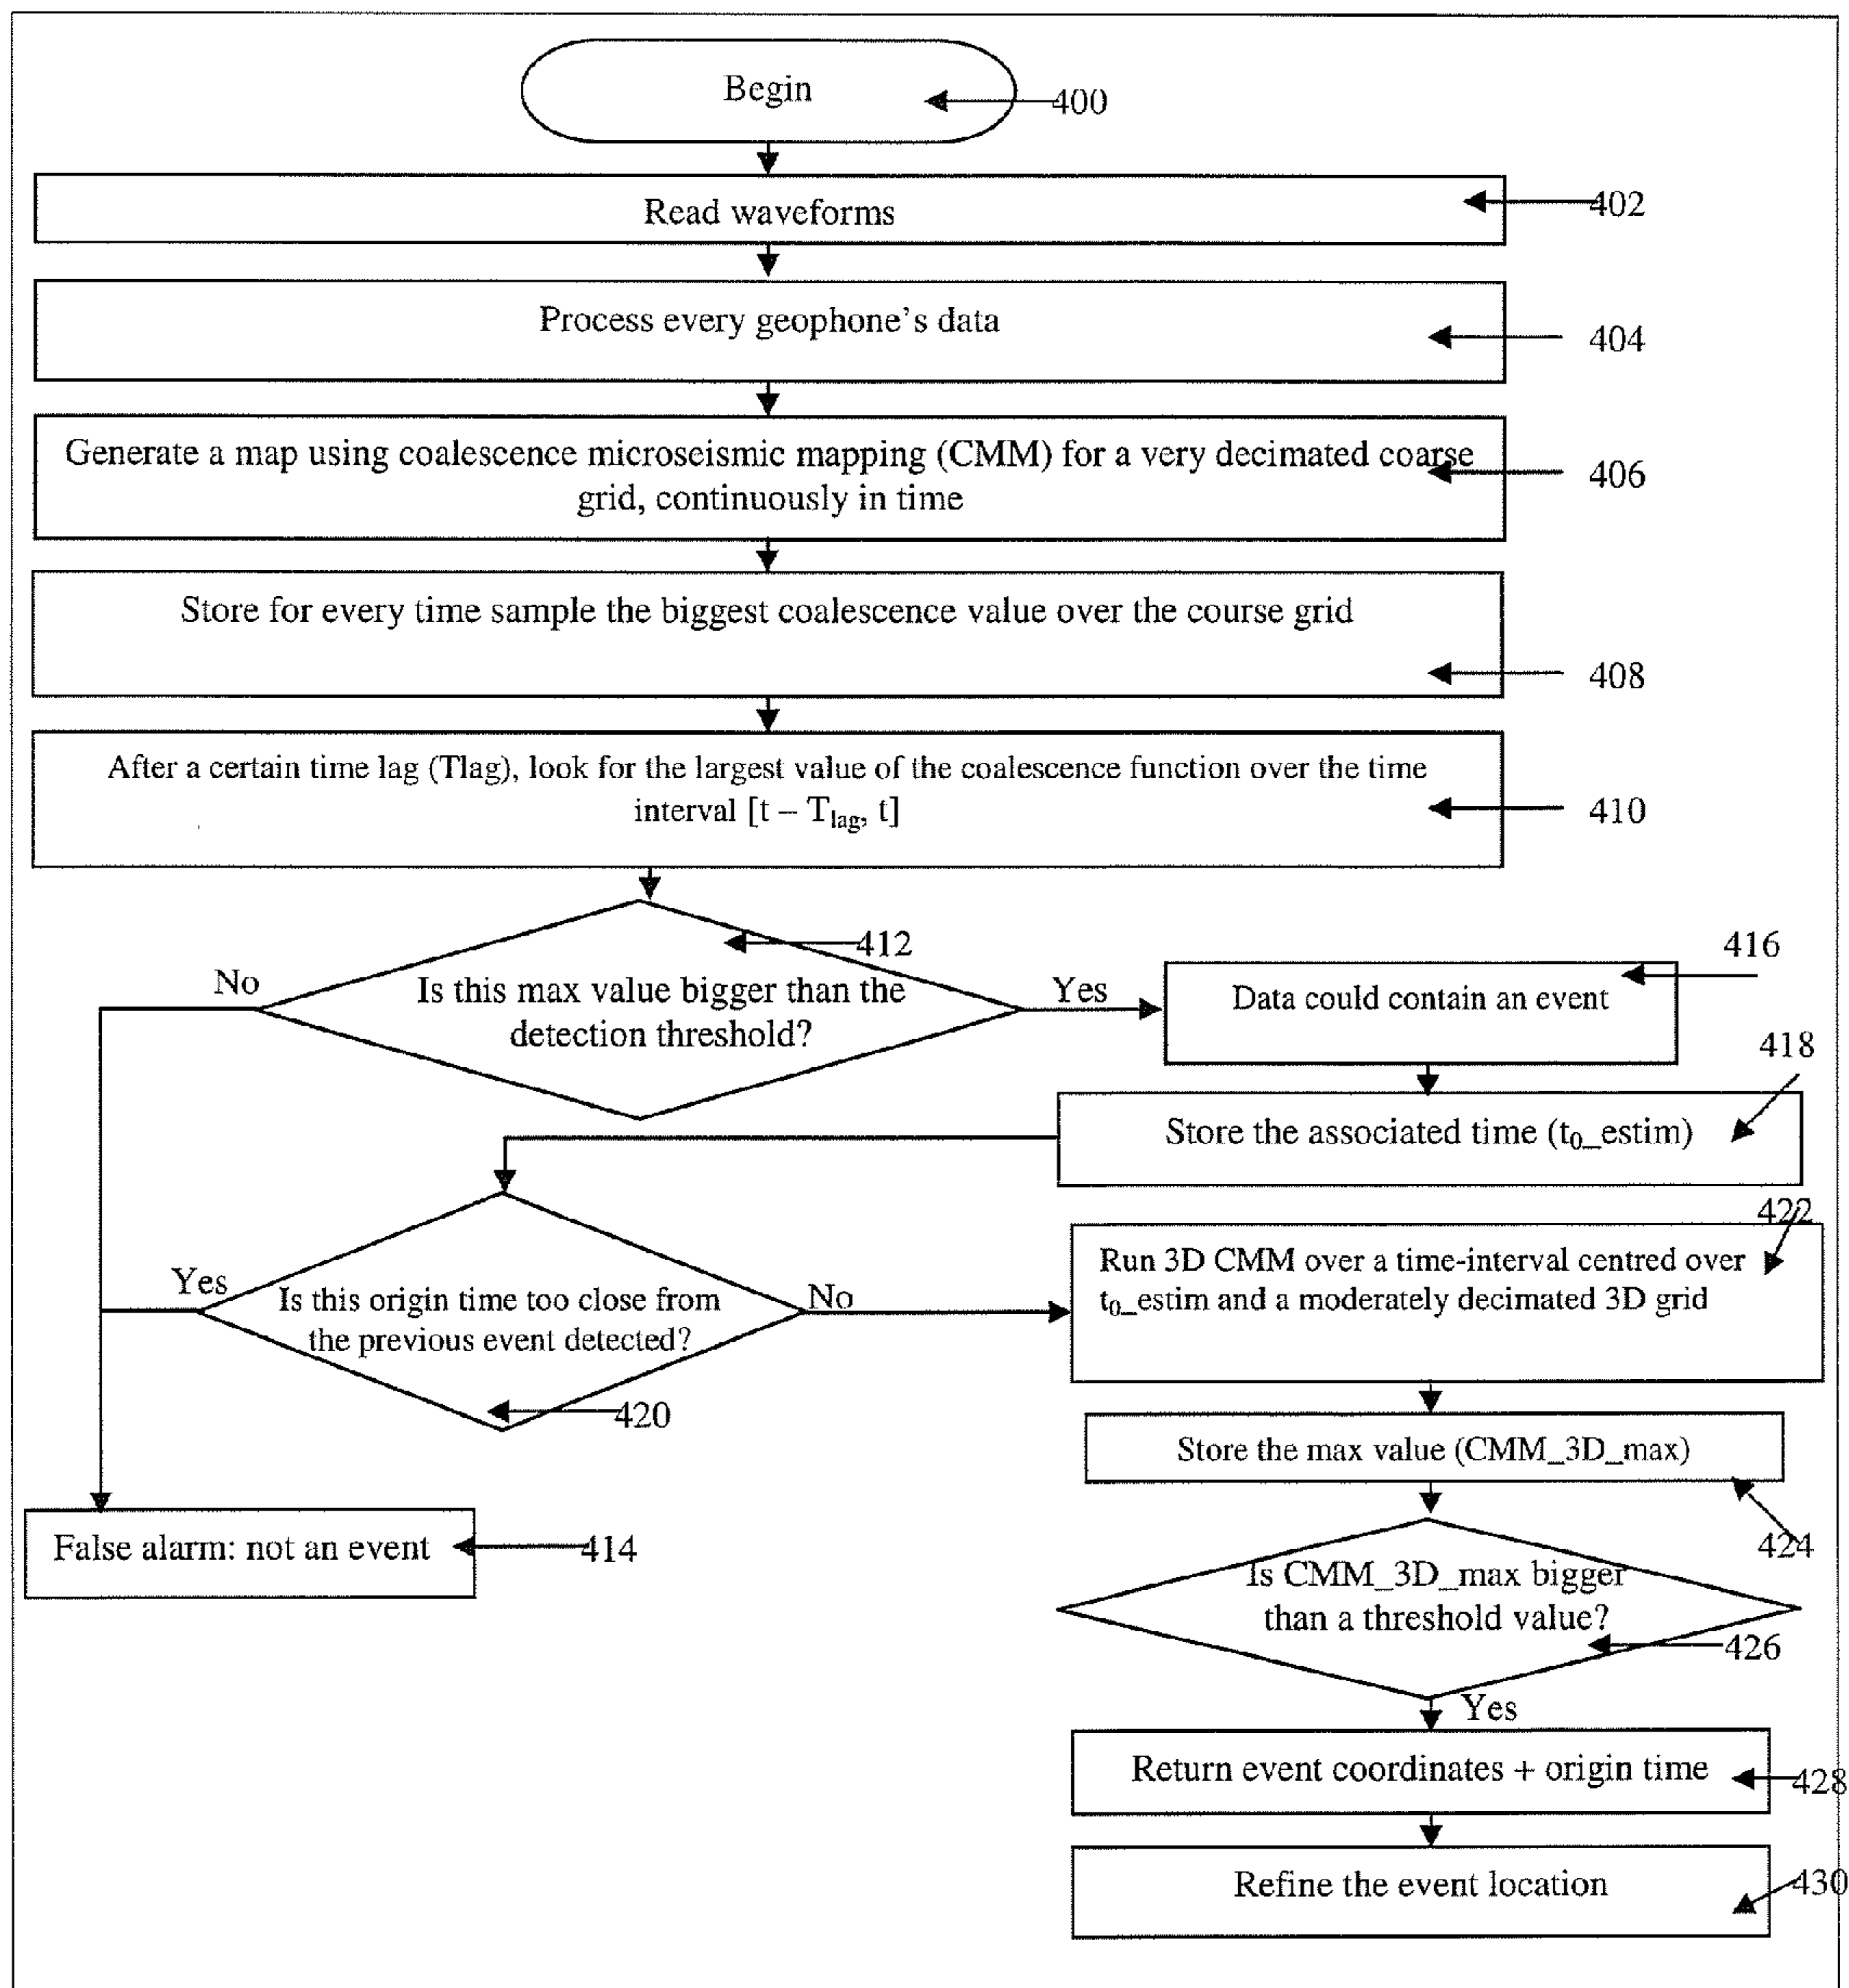 Begin
400
Read waveforms
402
Process every geophone's data
404
Generate a map using coalescence microseismic mapping (CMM) for a very decimated coarse
grid, continuously in time
406
Store for every time sample the biggest coalescence value over the course grid
408
After a certain time lag (Tlag), look for the largest value of the coalescence function over the time
interval [t – Tlag, t]
410
412
No
Is this max value bigger than the
detection threshold?
Yes
416
Data could contain an event
418
Store the associated time (t0_estim)
422
Run 3D CMM over a time-interval centred over
t0_estim and a moderately decimated 3D grid
Yes
Is this origin time too close from
the previous event detected?
No
420
Store the max value (CMM_3D_max)
424
False alarm: not an event
414
Is CMM_3D_max bigger
than a threshold value?
426
Yes
Return event coordinates + origin time
428
Refine the event location
430